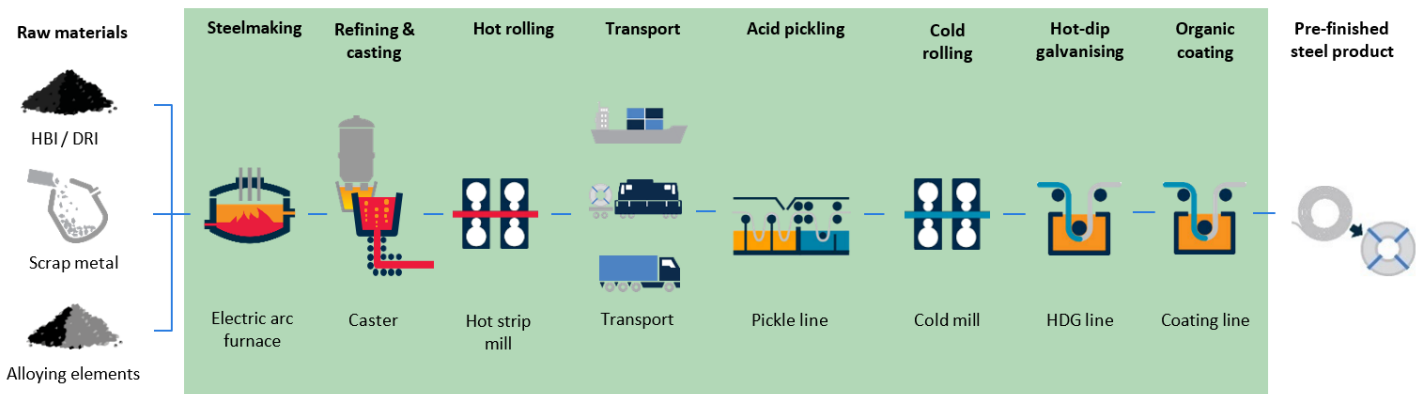 Raw materials
Steelmaking
Refining &
casting
Hot rolling
Transport
Acid pickling
Cold
rolling
Hot-dip
galvanising
Organic
coating
Pre-finished
steel product
HBI / DRI
Scrap metal
Alloying elements
Electric arc
furnace
Caster
Hot strip
mill
Transport
Pickle line
Cold mill
HDG line
Coating line